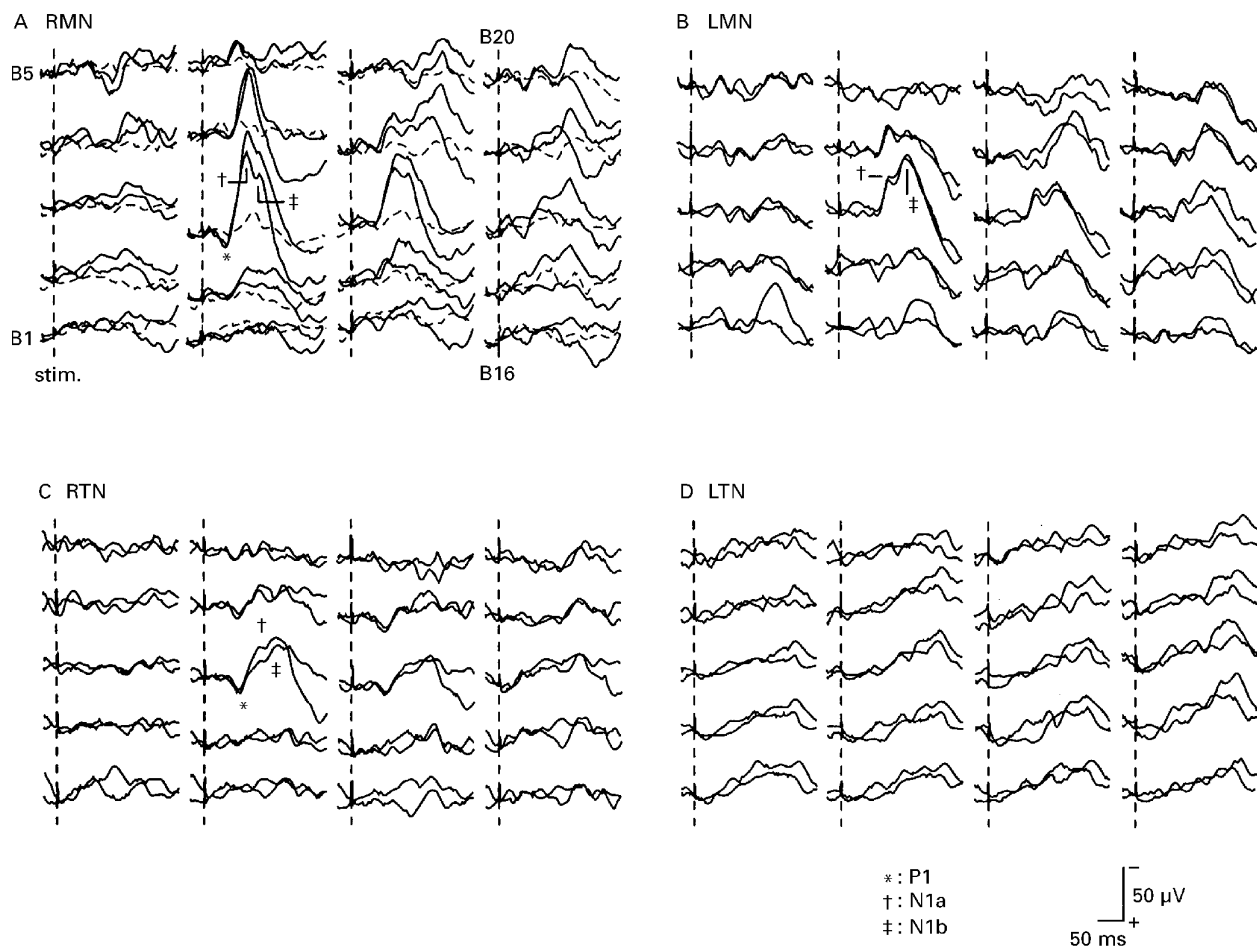 A RMN
B20
B5
†
‡
*
B1
stim.
B16
B LMN
†
‡
C RTN
†
‡
*
D LTN
* : P1
† : N1a
‡ : N1b
−
50 µV
+
50 ms